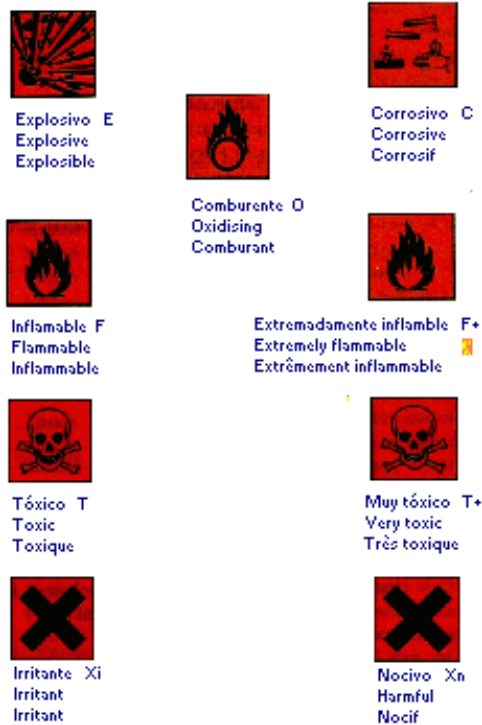 Explosivo E
Explosive
Explosible
Corrosivo C
Corrosive
Corrosif
Comburente O
Oxidising
Comburant
Inflamable F
Flammable
Inflammable
Extremadamente inflamble F+
Extremely flammable
Extrêmement inflammable
Tóxico T
Toxic
Toxique
Muy tóxico T+
Very toxic
Très toxique
Irritante Xi
Irritant
Irritant
Nocivo Xn
Harmful
Nocif